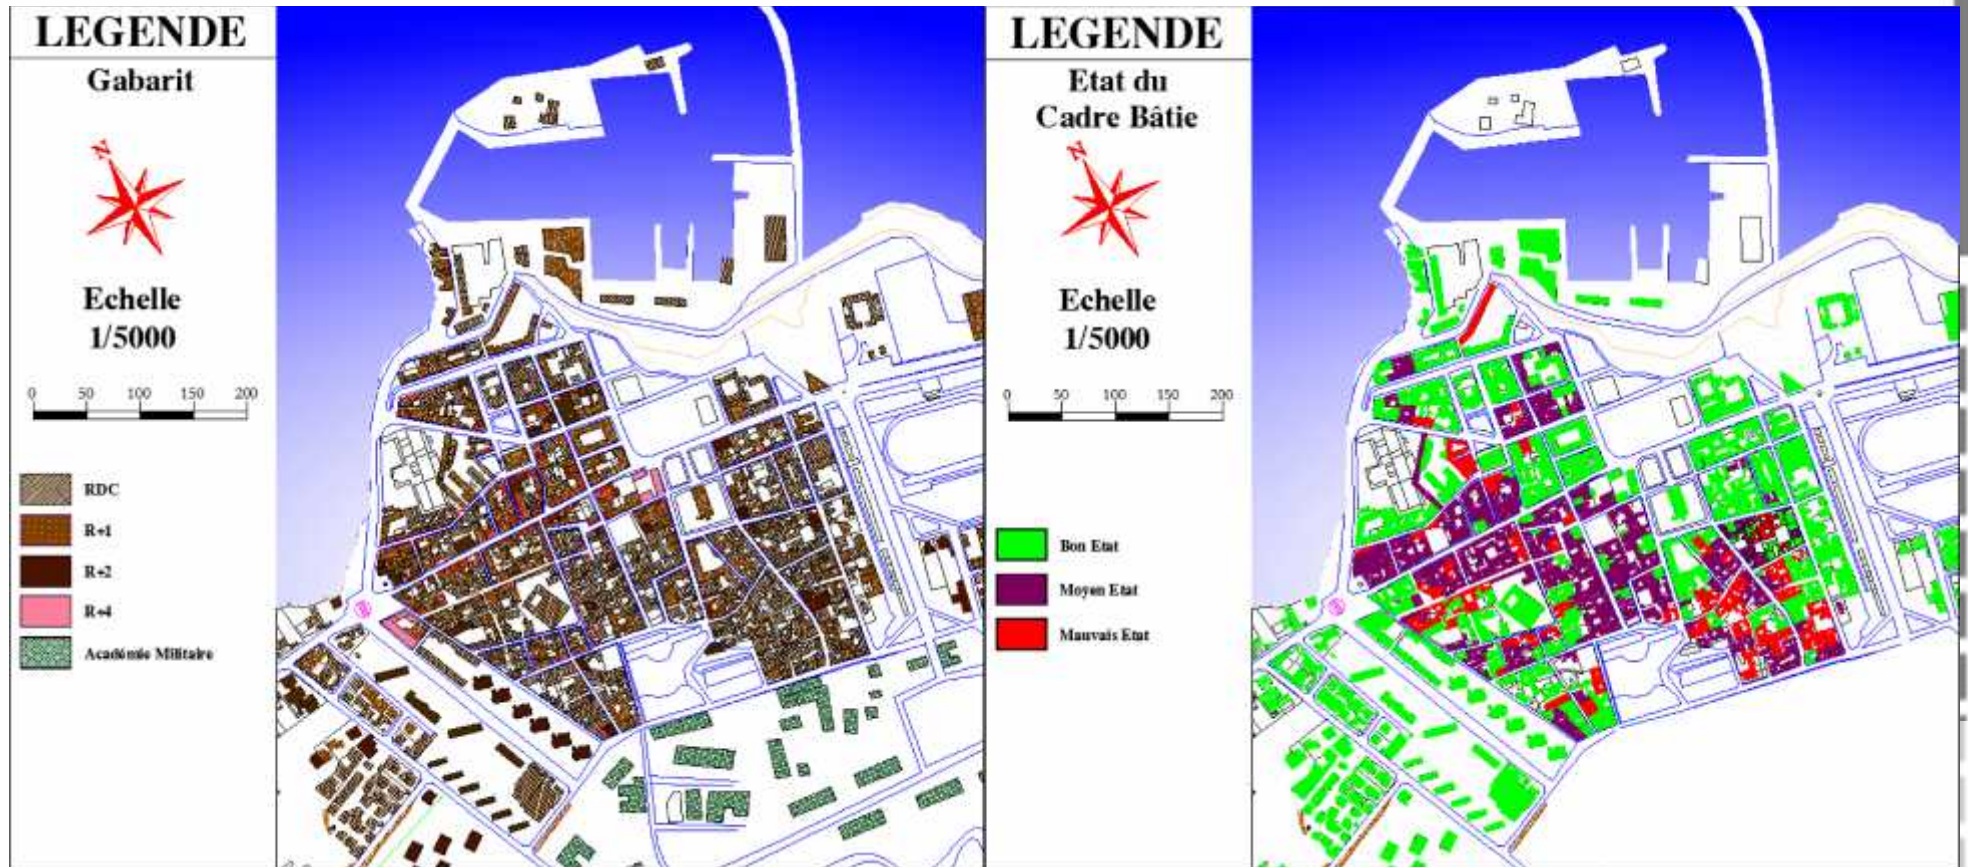 LEGENDE
Gabarit
N
Echelle
1/5000
0 50 100 150 200
RDC
R+1
R+2
R+4
Académie Militaire
LEGENDE
Etat du
Cadre Bâtie
N
Echelle
1/5000
0 50 100 150 200
Bon Etat
Moyen Etat
Mauvais Etat